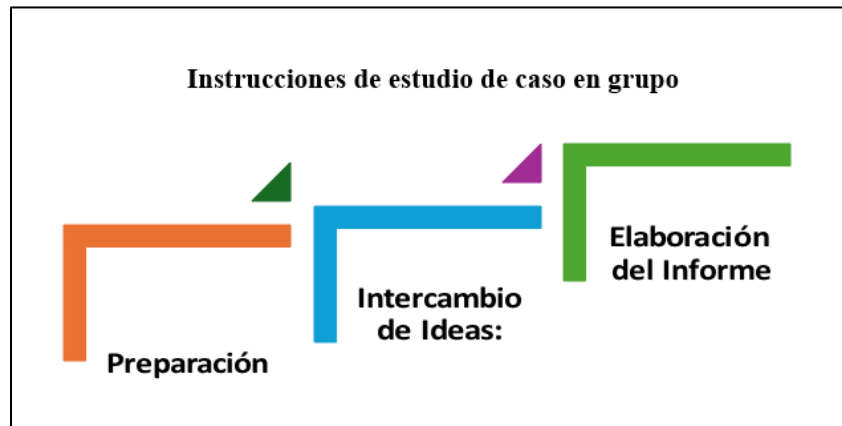 Instrucciones de estudio de caso en grupo
Preparación
Intercambio
de Ideas:
Elaboración
del Informe